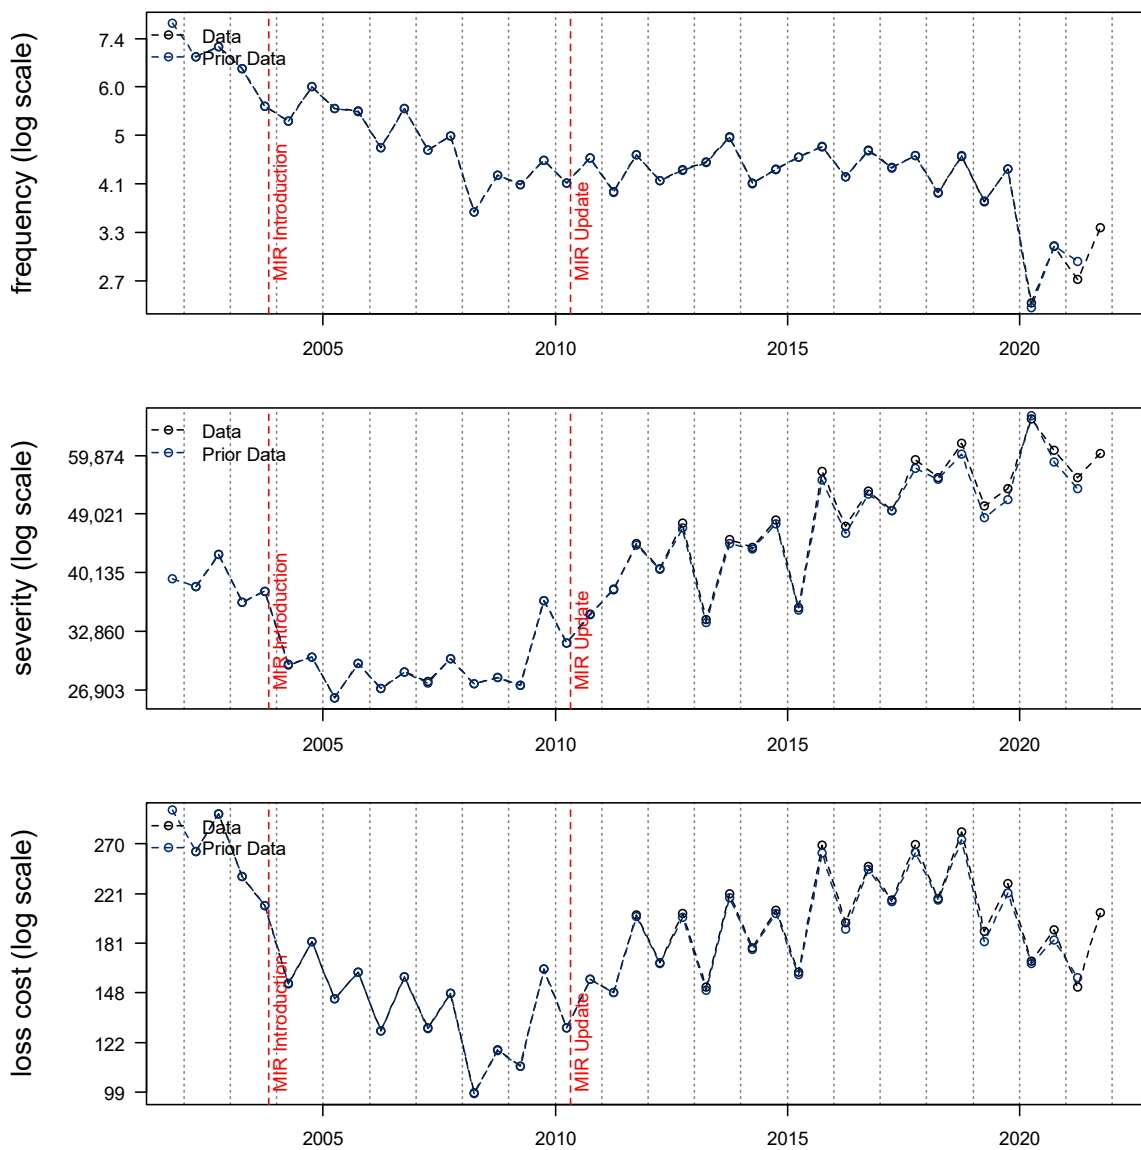 frequency (log scale)
7.4
6.0
5
4.1
3.3
2.7
Data
Prior Data
MIR Introduction
MIR Update
2005
2010
2015
2020
severity (log scale)
59,874
49,021
40,135
32,860
26,903
Data
Prior Data
MIR Introduction
MIR Update
2005
2010
2015
2020
loss cost (log scale)
270
221
181
148
122
99
Data
Prior Data
MIR Introduction
MIR Update
2005
2010
2015
2020